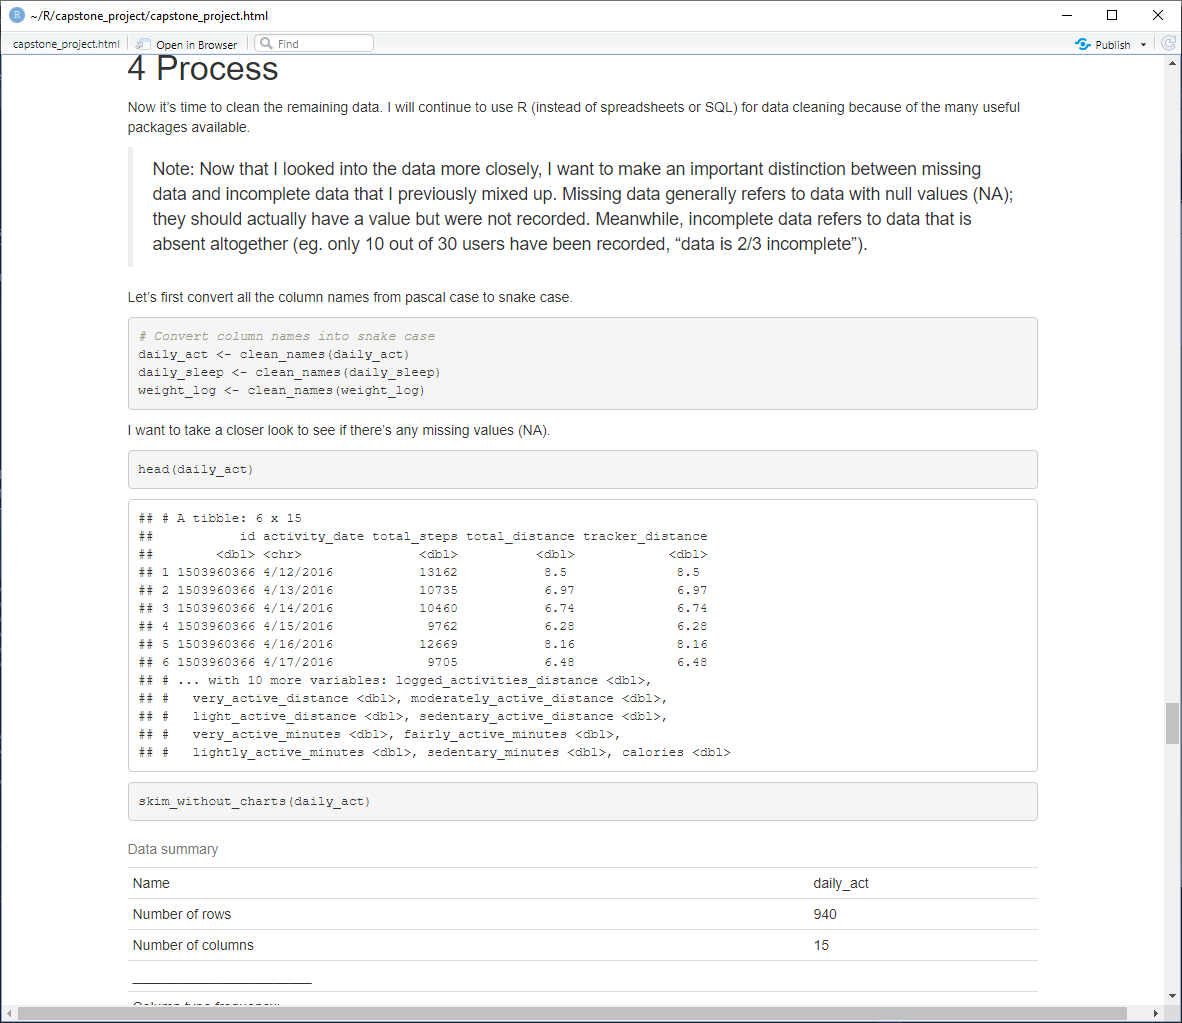 ~/R/capstone_project/capstone_project.html
capstone_project.html
Open in Browser
Find
Publish
4 Process
Now it’s time to clean the remaining data. I will continue to use R (instead of spreadsheets or SQL) for data cleaning because of the many useful
packages available.
Note: Now that I looked into the data more closely, I want to make an important distinction between missing
data and incomplete data that I previously mixed up. Missing data generally refers to data with null values (NA);
they should actually have a value but were not recorded. Meanwhile, incomplete data refers to data that is
absent altogether (eg. only 10 out of 30 users have been recorded, “data is 2/3 incomplete”).
Let’s first convert all the column names from pascal case to snake case.
# Convert column names into snake case
daily_act <- clean_names(daily_act)
daily_sleep <- clean_names(daily_sleep)
weight_log <- clean_names(weight_log)
I want to take a closer look to see if there’s any missing values (NA).
head(daily_act)
## # A tibble: 6 x 15
##           id activity_date total_steps total_distance tracker_distance
##        <dbl> <chr>               <dbl>          <dbl>            <dbl>
## 1 1503960366 4/12/2016           13162           8.5              8.5
## 2 1503960366 4/13/2016           10735           6.97             6.97
## 3 1503960366 4/14/2016           10460           6.74             6.74
## 4 1503960366 4/15/2016            9762           6.28             6.28
## 5 1503960366 4/16/2016           12669           8.16             8.16
## 6 1503960366 4/17/2016            9705           6.48             6.48
## # ... with 10 more variables: logged_activities_distance <dbl>,
## #   very_active_distance <dbl>, moderately_active_distance <dbl>,
## #   light_active_distance <dbl>, sedentary_active_distance <dbl>,
## #   very_active_minutes <dbl>, fairly_active_minutes <dbl>,
## #   lightly_active_minutes <dbl>, sedentary_minutes <dbl>, calories <dbl>
skim_without_charts(daily_act)
Data summary
Name daily_act
Number of rows 940
Number of columns 15
_______________________
Column type frequency: